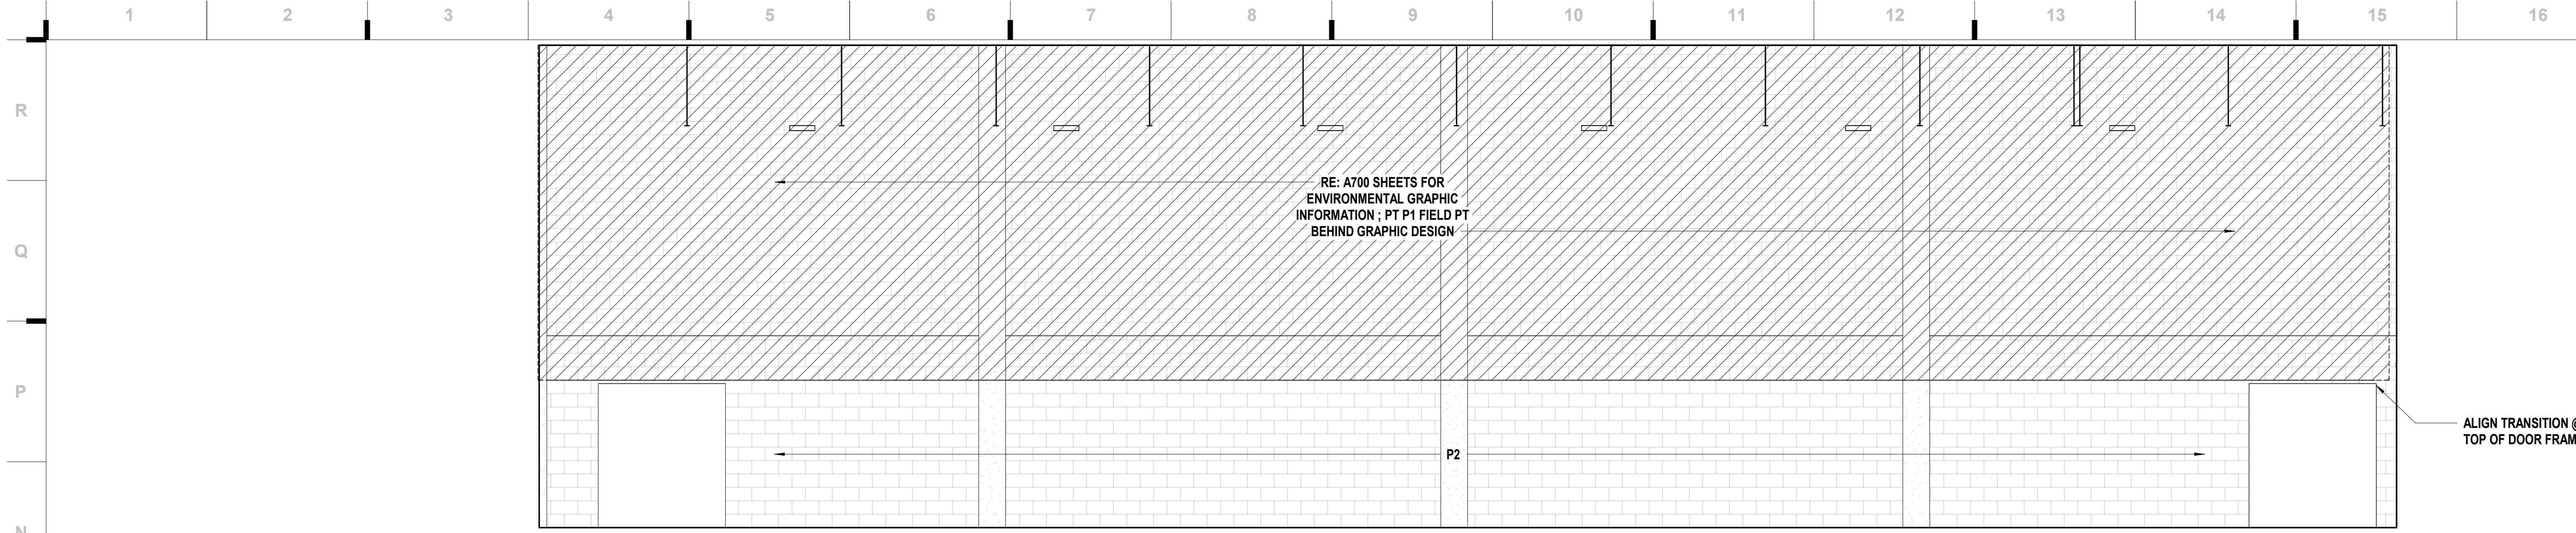 1 2 3 4 5 6 7 8 9 10 11 12 13 14 15 16
R
RE: A700 SHEETS FOR
ENVIRONMENTAL GRAPHIC
INFORMATION ; PT P1 FIELD PT
BEHIND GRAPHIC DESIGN
Q
P
ALIGN TRANSITION @
TOP OF DOOR FRAM
P2
N